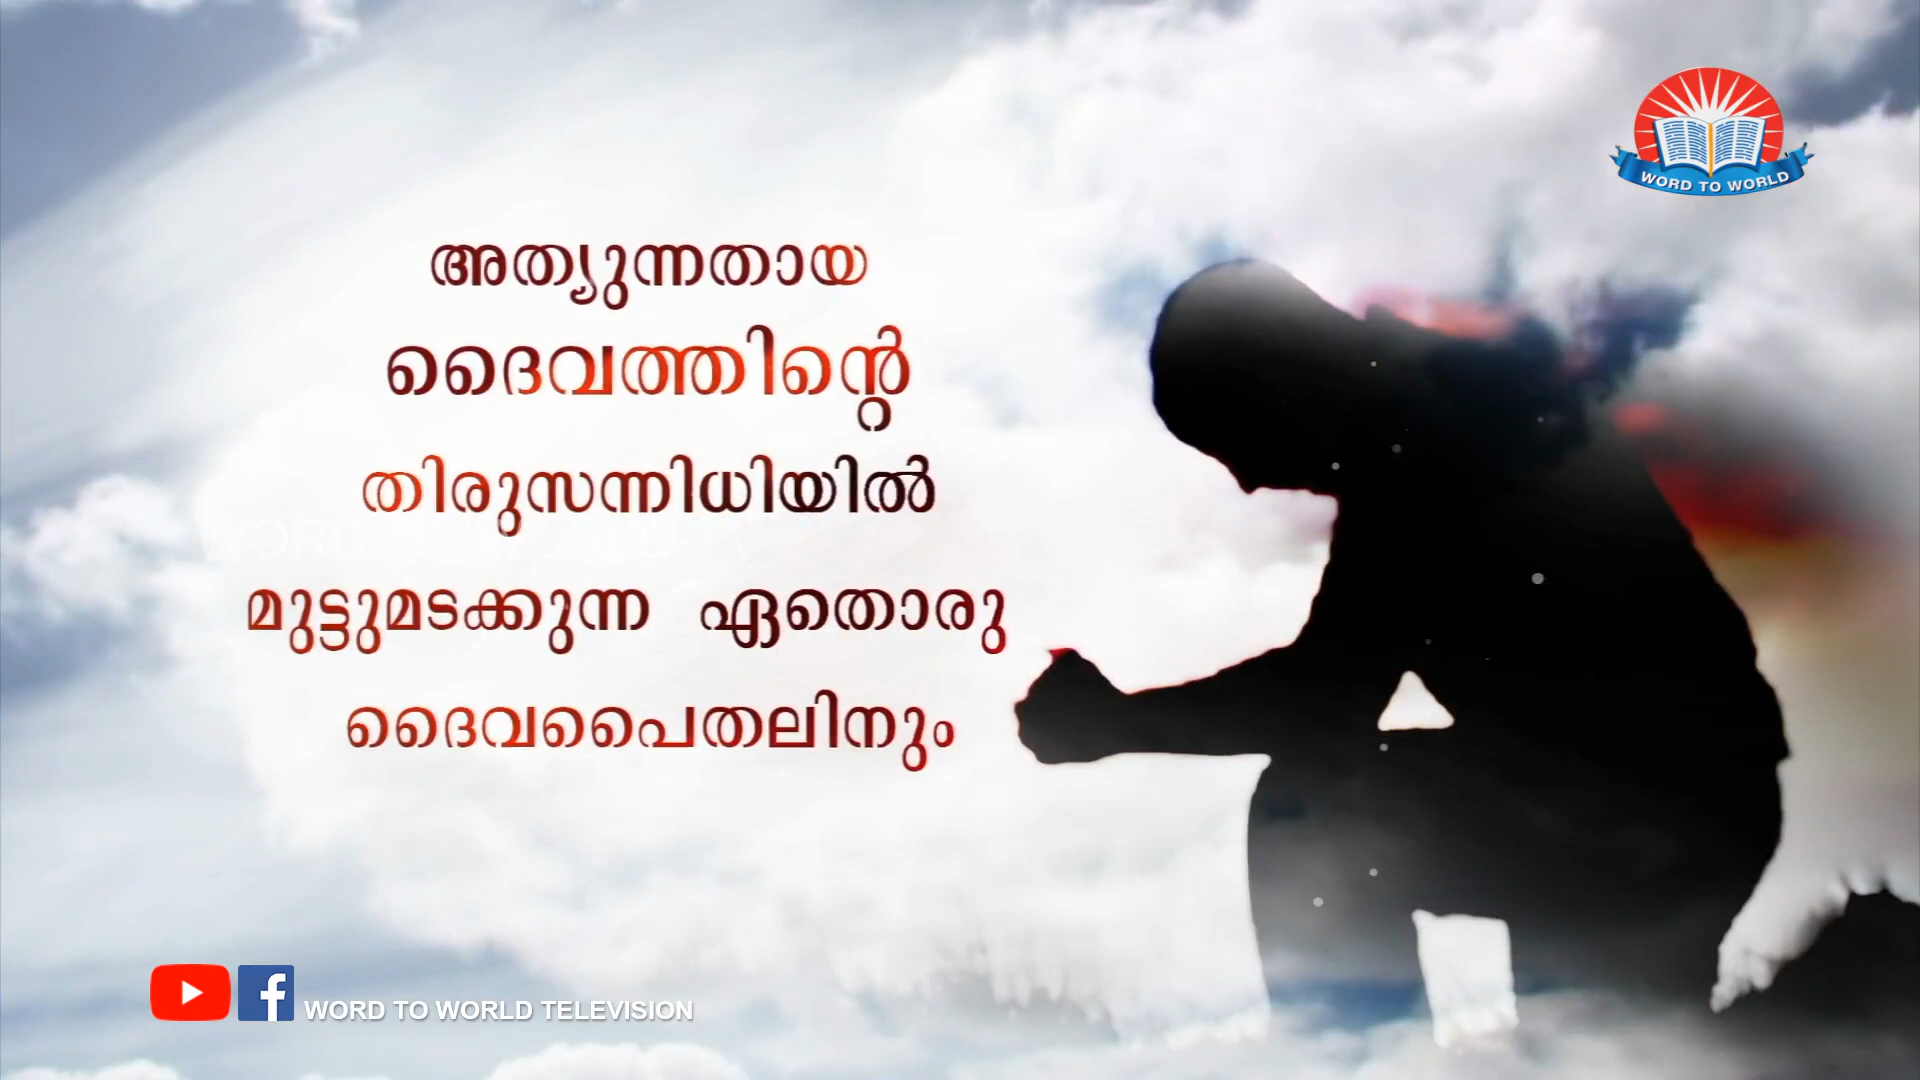 WORD TO WORLD
അത്യുന്നതായ
ദൈവത്തിന്റെ
തിരുസന്നിധിയിൽ
മുട്ടുമടക്കുന്ന ഏതൊരു
ദൈവപൈതലിനും
WORD TO WORLD TELEVISION